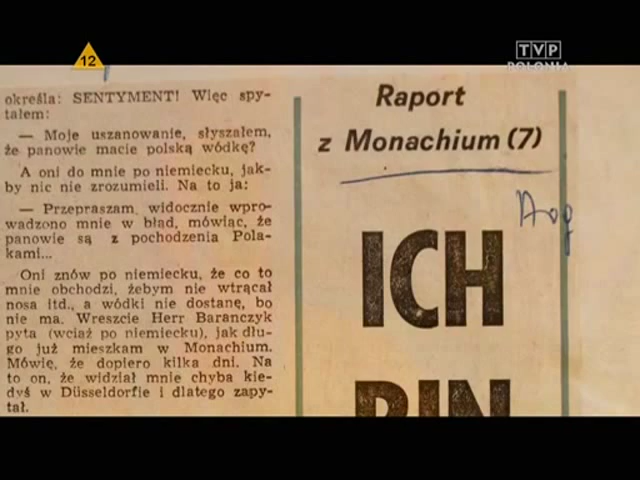 12
TVP
POLONIA
określa: SENTYMENT! Więc spy-
tałem:
— Moje uszanowanie, słyszałem,
że panowie macie polską wódkę?
A oni do mnie po niemiecku, jak-
by nic nie zrozumieli. Na to ja:
— Przepraszam, widocznie wpro-
wadzono mnie w błąd, mówiąc, że
panowie są z pochodzenia Pola-
kami...
Oni znów po niemiecku, że co to
mnie obchodzi, żebym nie wtrącał
nosa itd., a wódki nie dostanę, bo
nie ma. Wreszcie Herr Baranczyk
pyta (wciąż po niemiecku), jak dłu-
go już mieszkam w Monachium.
Mówię, że dopiero kilka dni. Na
to on, że widział mnie chyba kie-
dyś w Düsseldorfie i dlatego zapy-
tał.
Raport
z Monachium (7)
ICH
BIN